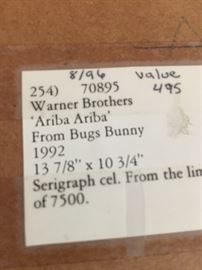 8/96 value
254) 70895 495
Warner Brothers
'Ariba Ariba'
From Bugs Bunny
1992
13 7/8" x 10 3/4"
Serigraph cel. From the lim
of 7500.